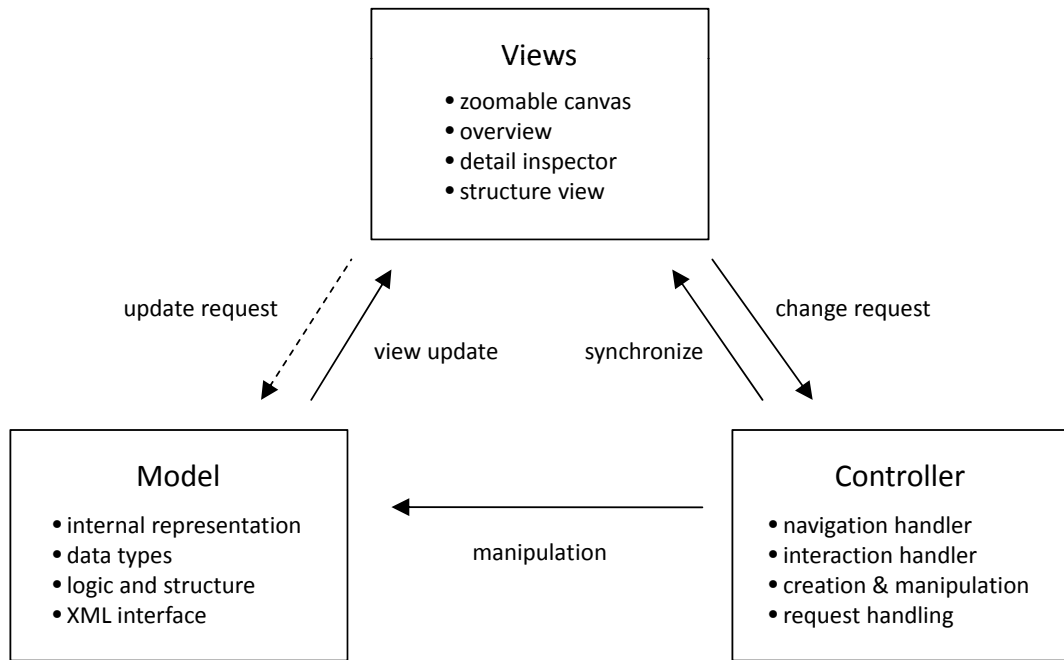 Views
• zoomable canvas
• overview
• detail inspector
• structure view
update request
change request
view update
synchronize
Model
• internal representation
• data types
• logic and structure
• XML interface
manipulation
Controller
• navigation handler
• interaction handler
• creation & manipulation
• request handling